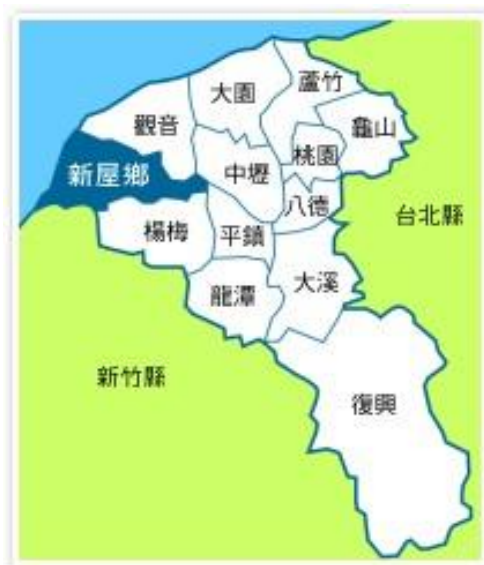 蘆竹
大園
龜山
觀音
桃園
新屋鄉
中壢
八德
台北縣
楊梅
平鎮
大溪
龍潭
新竹縣
復興